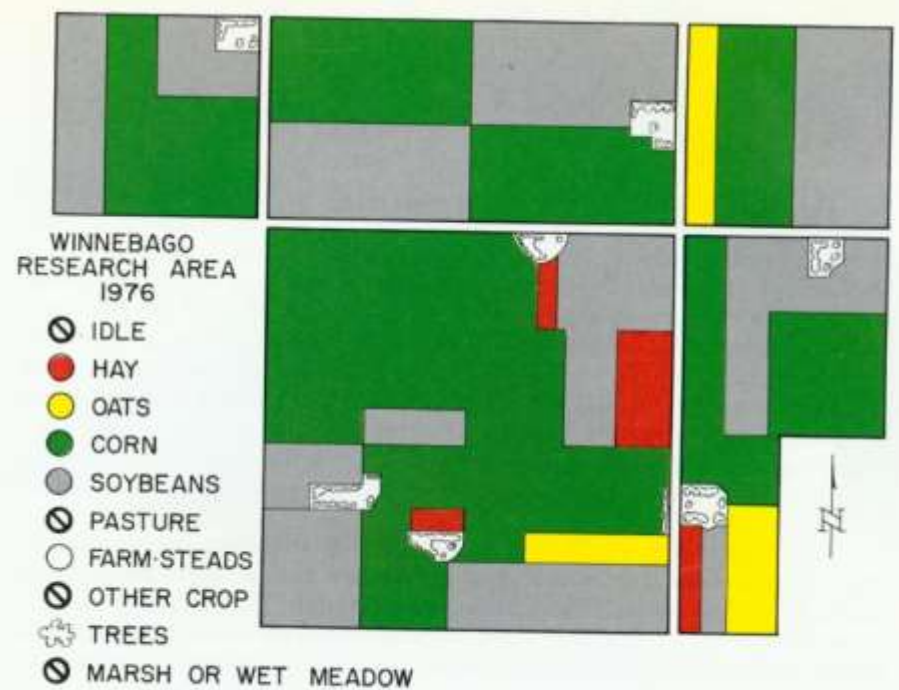 WINNEBAGO
RESEARCH AREA
1976
IDLE
HAY
OATS
CORN
SOYBEANS
PASTURE
FARM-STEADS
OTHER CROP
TREES
MARSH OR WET MEADOW